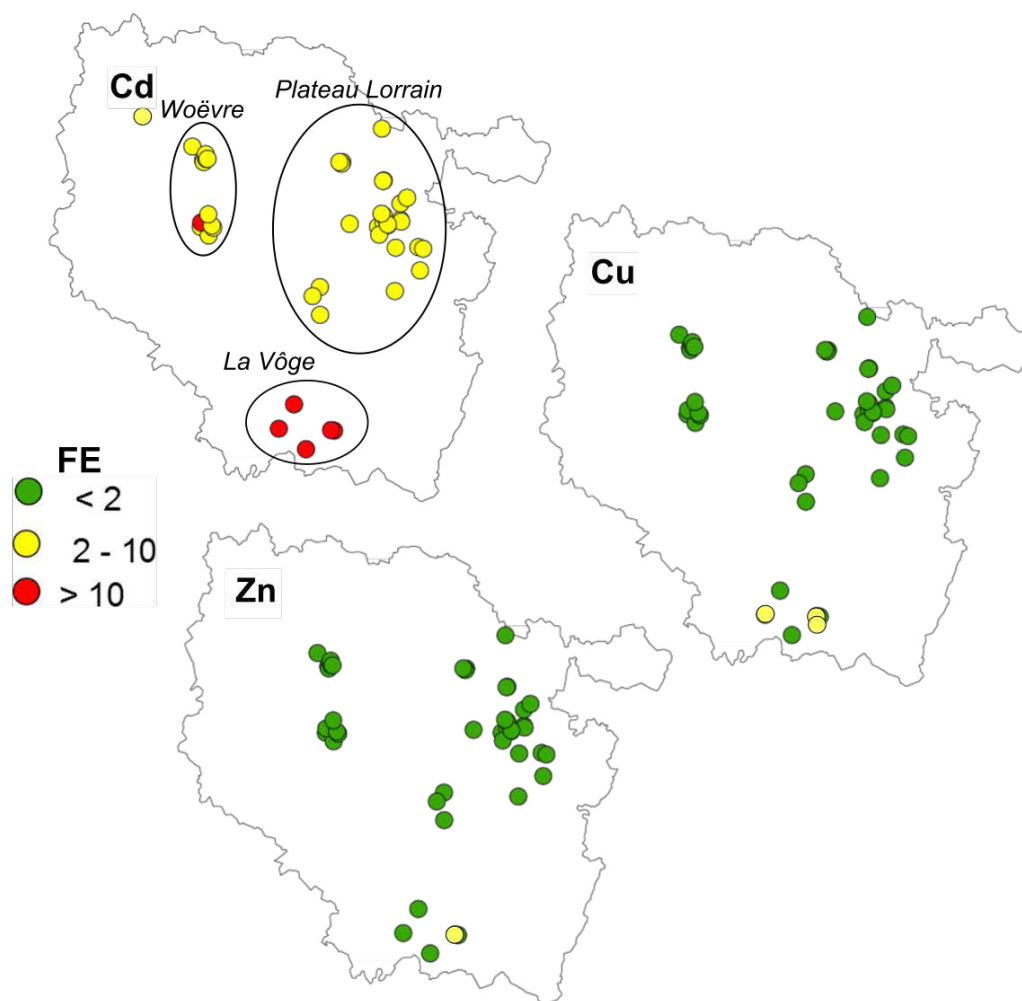 Cd
Woëvre
Plateau Lorrain
La Vôge
Cu
FE
< 2
2 - 10
> 10
Zn